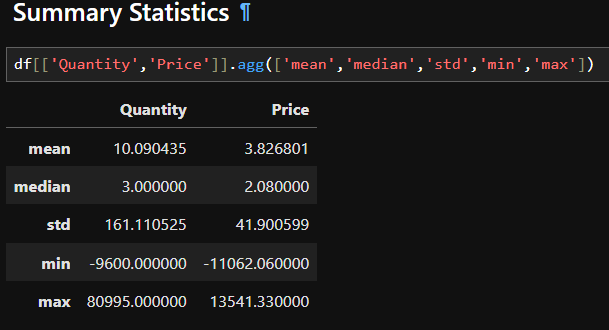 Summary Statistics ¶
df[['Quantity','Price']].agg(['mean','median','std','min','max'])
Quantity Price
mean 10.090435 3.826801
median 3.000000 2.080000
std 161.110525 41.900599
min -9600.000000 -11062.060000
max 80995.000000 13541.330000